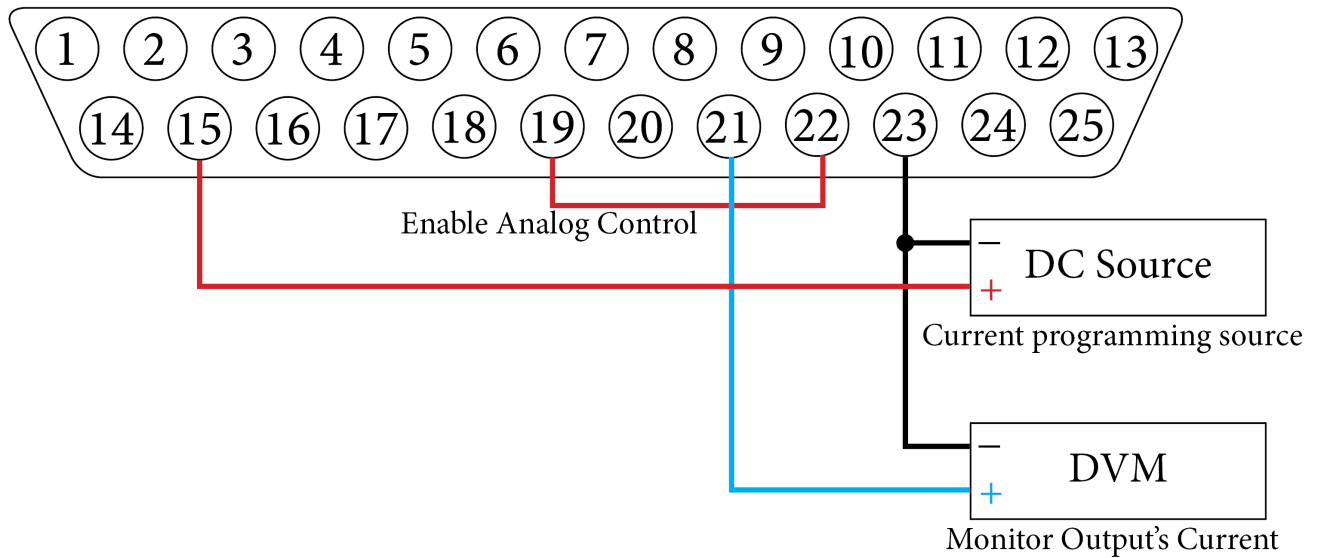 1 2 3 4 5 6 7 8 9 10 11 12 13
14 15 16 17 18 19 20 21 22 23 24 25
Enable Analog Control
− DC Source
+
Current programming source
− DVM
+
Monitor Output’s Current